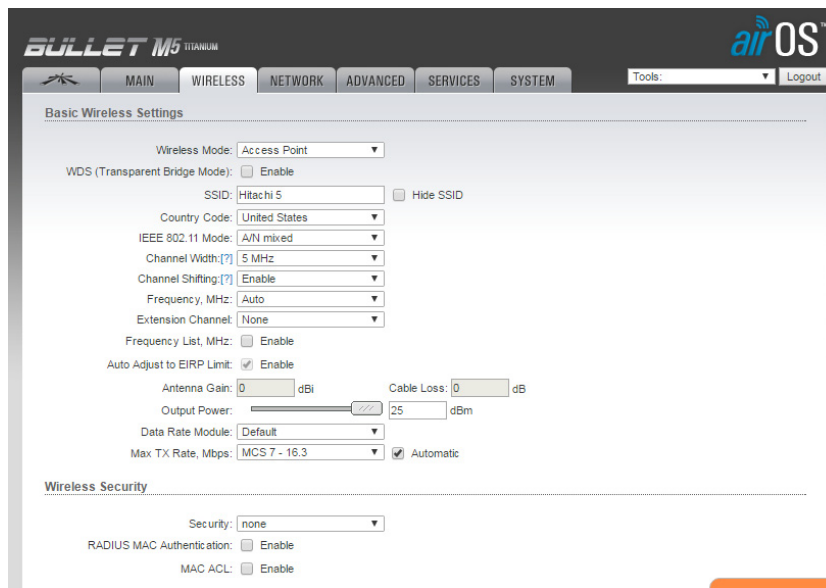 BULLET M5 TITANIUM
airOS™
MAIN WIRELESS NETWORK ADVANCED SERVICES SYSTEM Tools: Logout
Basic Wireless Settings
Wireless Mode: Access Point
WDS (Transparent Bridge Mode): Enable
SSID: Hitachi 5 Hide SSID
Country Code: United States
IEEE 802.11 Mode: A/N mixed
Channel Width:[?] 5 MHz
Channel Shifting:[?] Enable
Frequency, MHz: Auto
Extension Channel: None
Frequency List, MHz: Enable
Auto Adjust to EIRP Limit: Enable
Antenna Gain: 0 dBi Cable Loss: 0 dB
Output Power: 25 dBm
Data Rate Module: Default
Max TX Rate, Mbps: MCS 7 - 16.3 Automatic
Wireless Security
Security: none
RADIUS MAC Authentication: Enable
MAC ACL: Enable